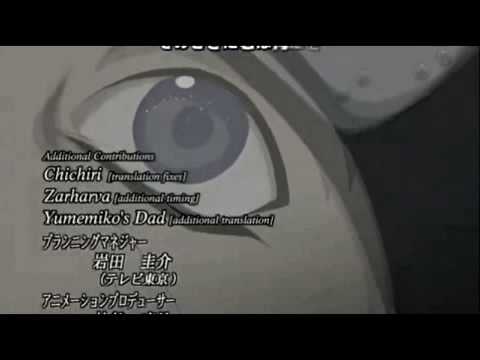 Additional Contributions
Chichiri [translation fixes]
Zarharva [additional timing]
Yumemiko's Dad [additional translation]
プランニングマネジャー
岩田 圭介
(テレビ東京)
アニメーションプロデューサー